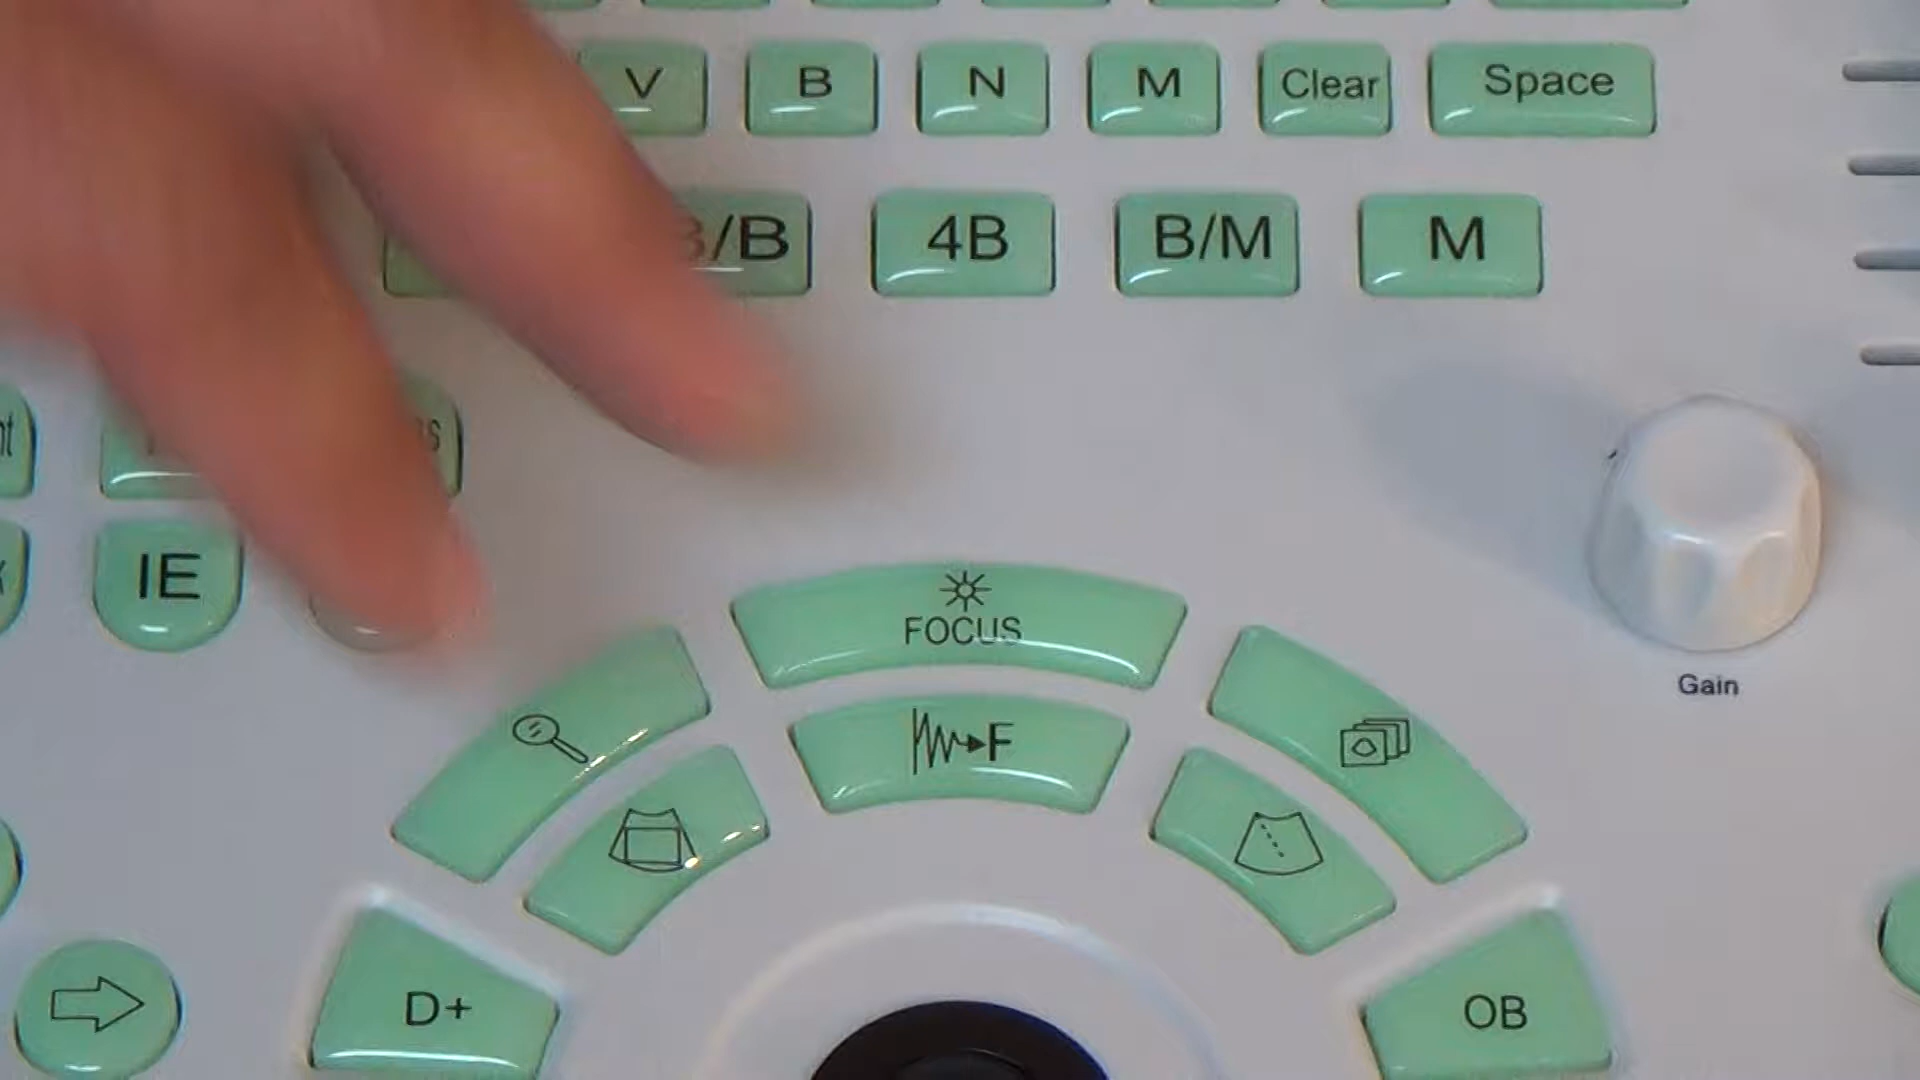 V B N M Clear Space
/B 4B B/M M
IE
FOCUS
F
Gain
D+
OB